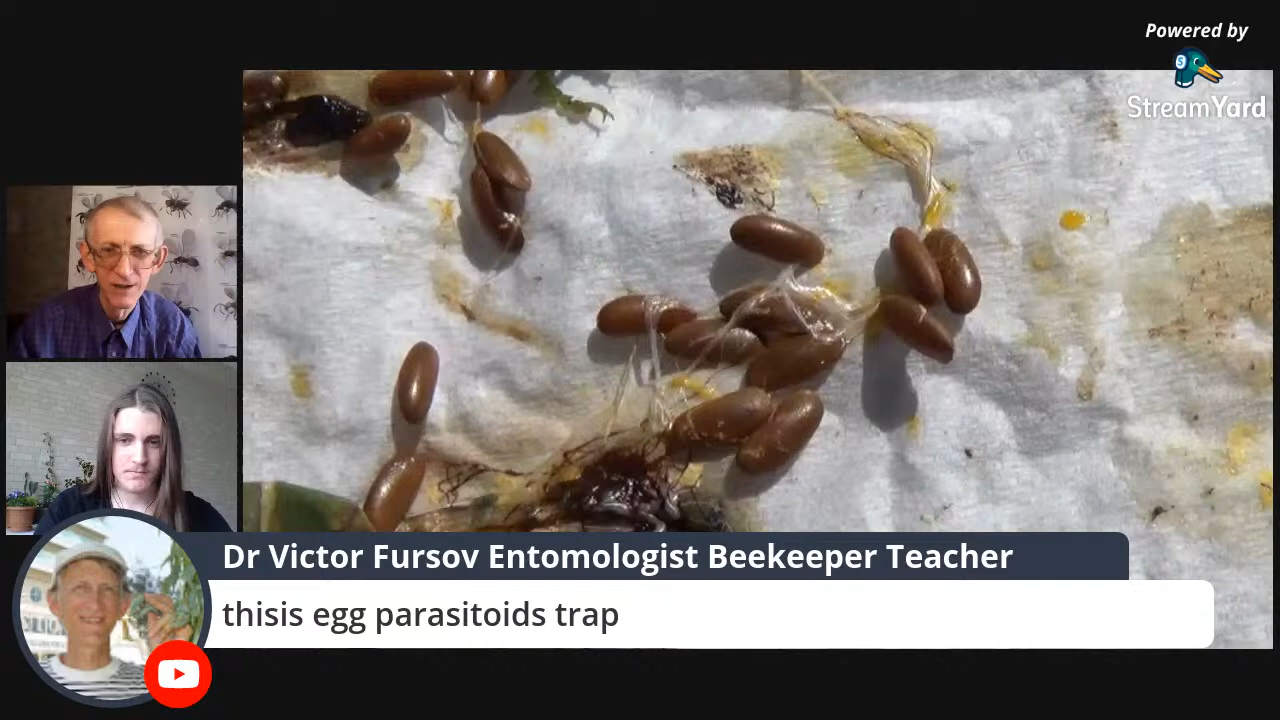 Powered by
StreamYard
Dr Victor Fursov Entomologist Beekeeper Teacher
thisis egg parasitoids trap